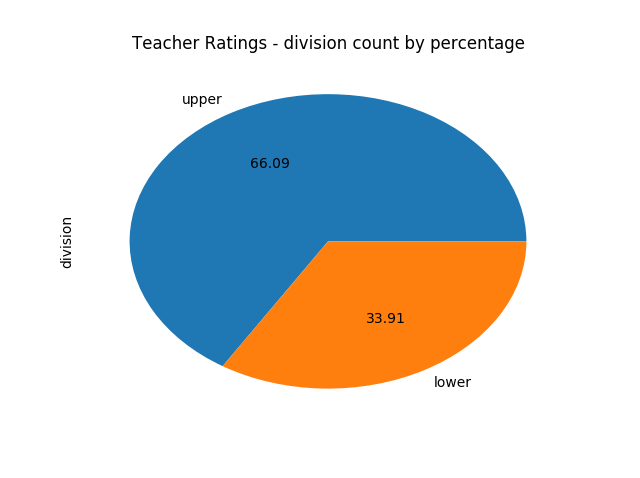 Teacher Ratings - division count by percentage
upper
66.09
division
33.91
lower